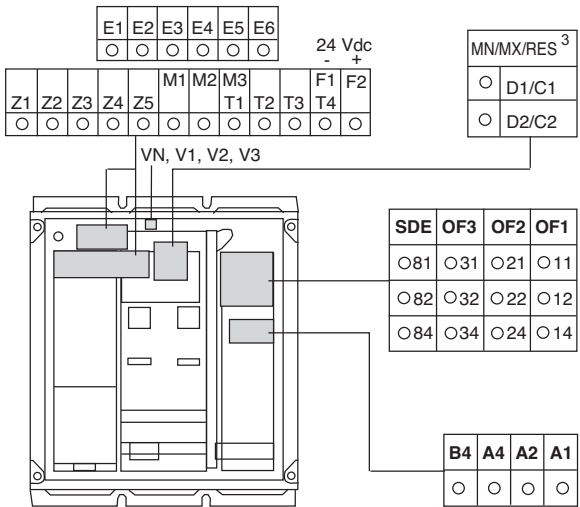 E1 E2 E3 E4 E5 E6
24 Vdc
- +
MN/MX/RES 3
D1/C1
D2/C2
M1 M2 M3 F1 F2
Z1 Z2 Z3 Z4 Z5 T1 T2 T3 T4
VN, V1, V2, V3
SDE OF3 OF2 OF1
81 31 21 11
82 32 22 12
84 34 24 14
B4 A4 A2 A1